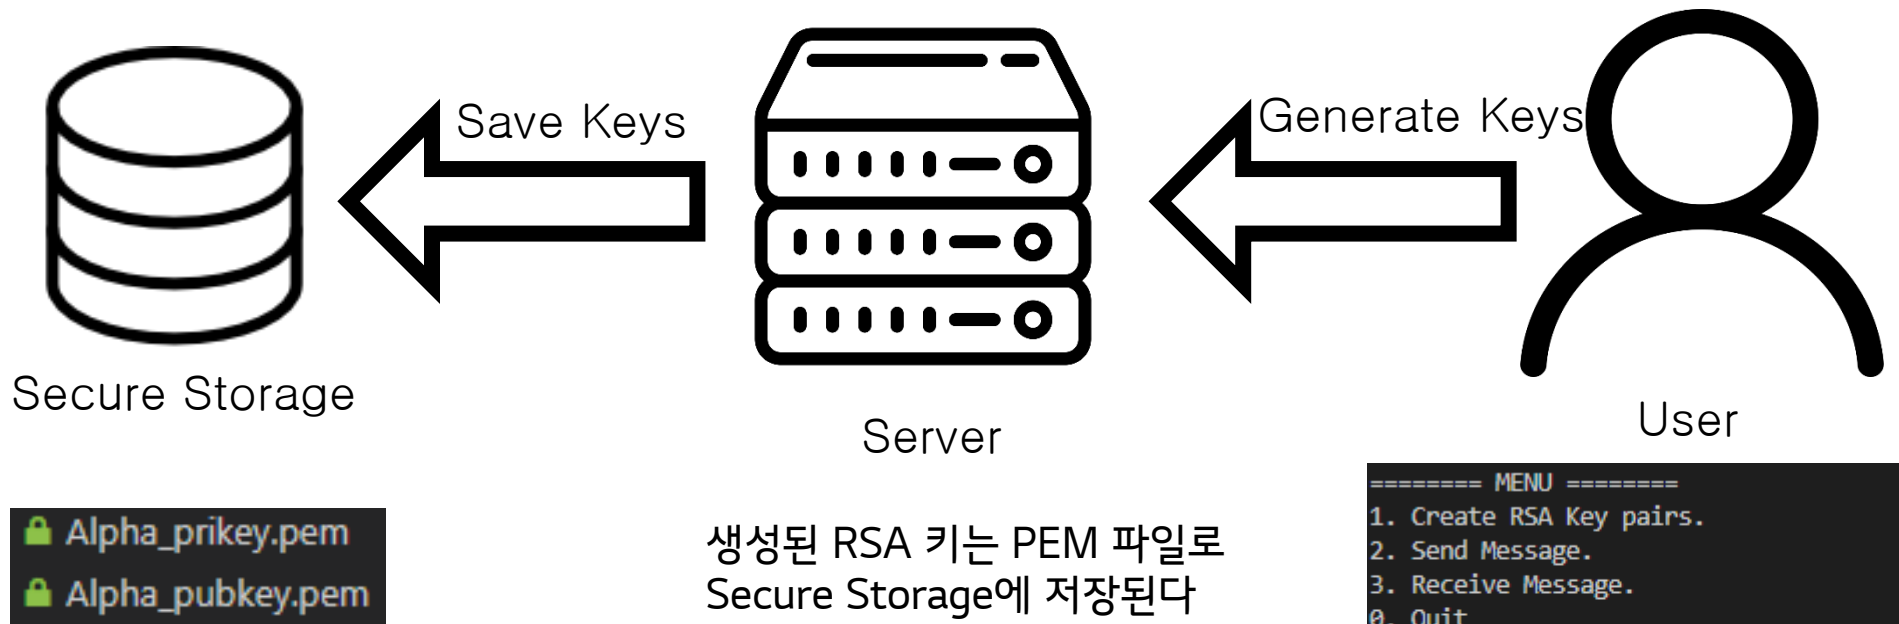 Save Keys
Generate Keys
Secure Storage
Server
User
Alpha_prikey.pem
Alpha_pubkey.pem
생성된 RSA 키는 PEM 파일로
Secure Storage에 저장된다
======== MENU ========
1. Create RSA Key pairs.
2. Send Message.
3. Receive Message.
0. Quit